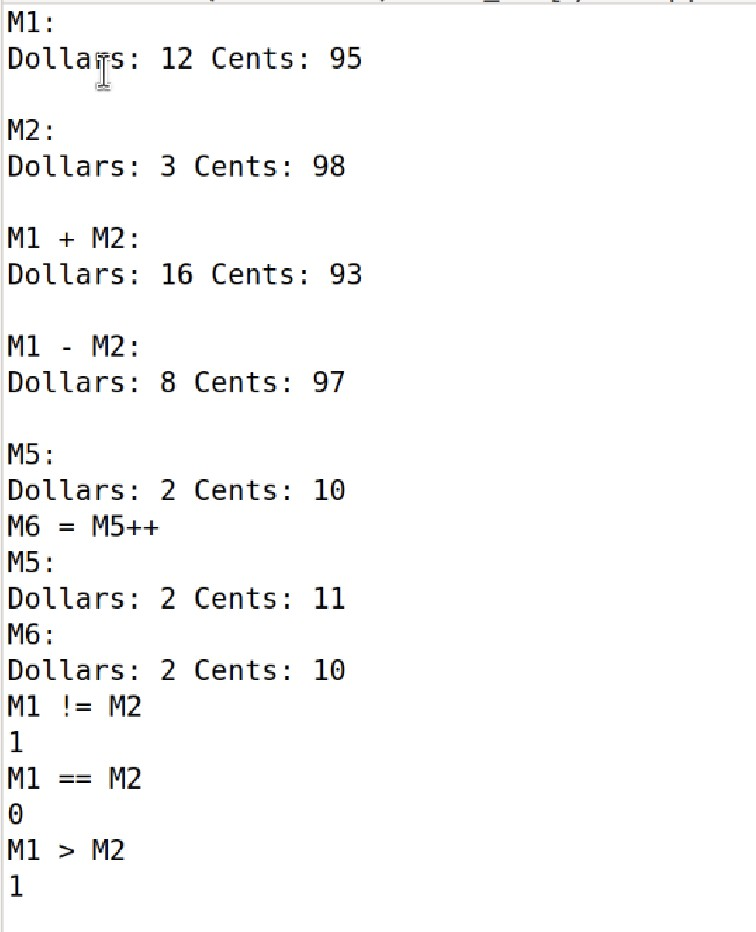 M1:
Dollars: 12 Cents: 95
M2:
Dollars: 3 Cents: 98
M1 + M2:
Dollars: 16 Cents: 93
M1 - M2:
Dollars: 8 Cents: 97
M5:
Dollars: 2 Cents: 10
M6 = M5++
M5:
Dollars: 2 Cents: 11
M6:
Dollars: 2 Cents: 10
M1 != M2
1
M1 == M2
0
M1 > M2
1